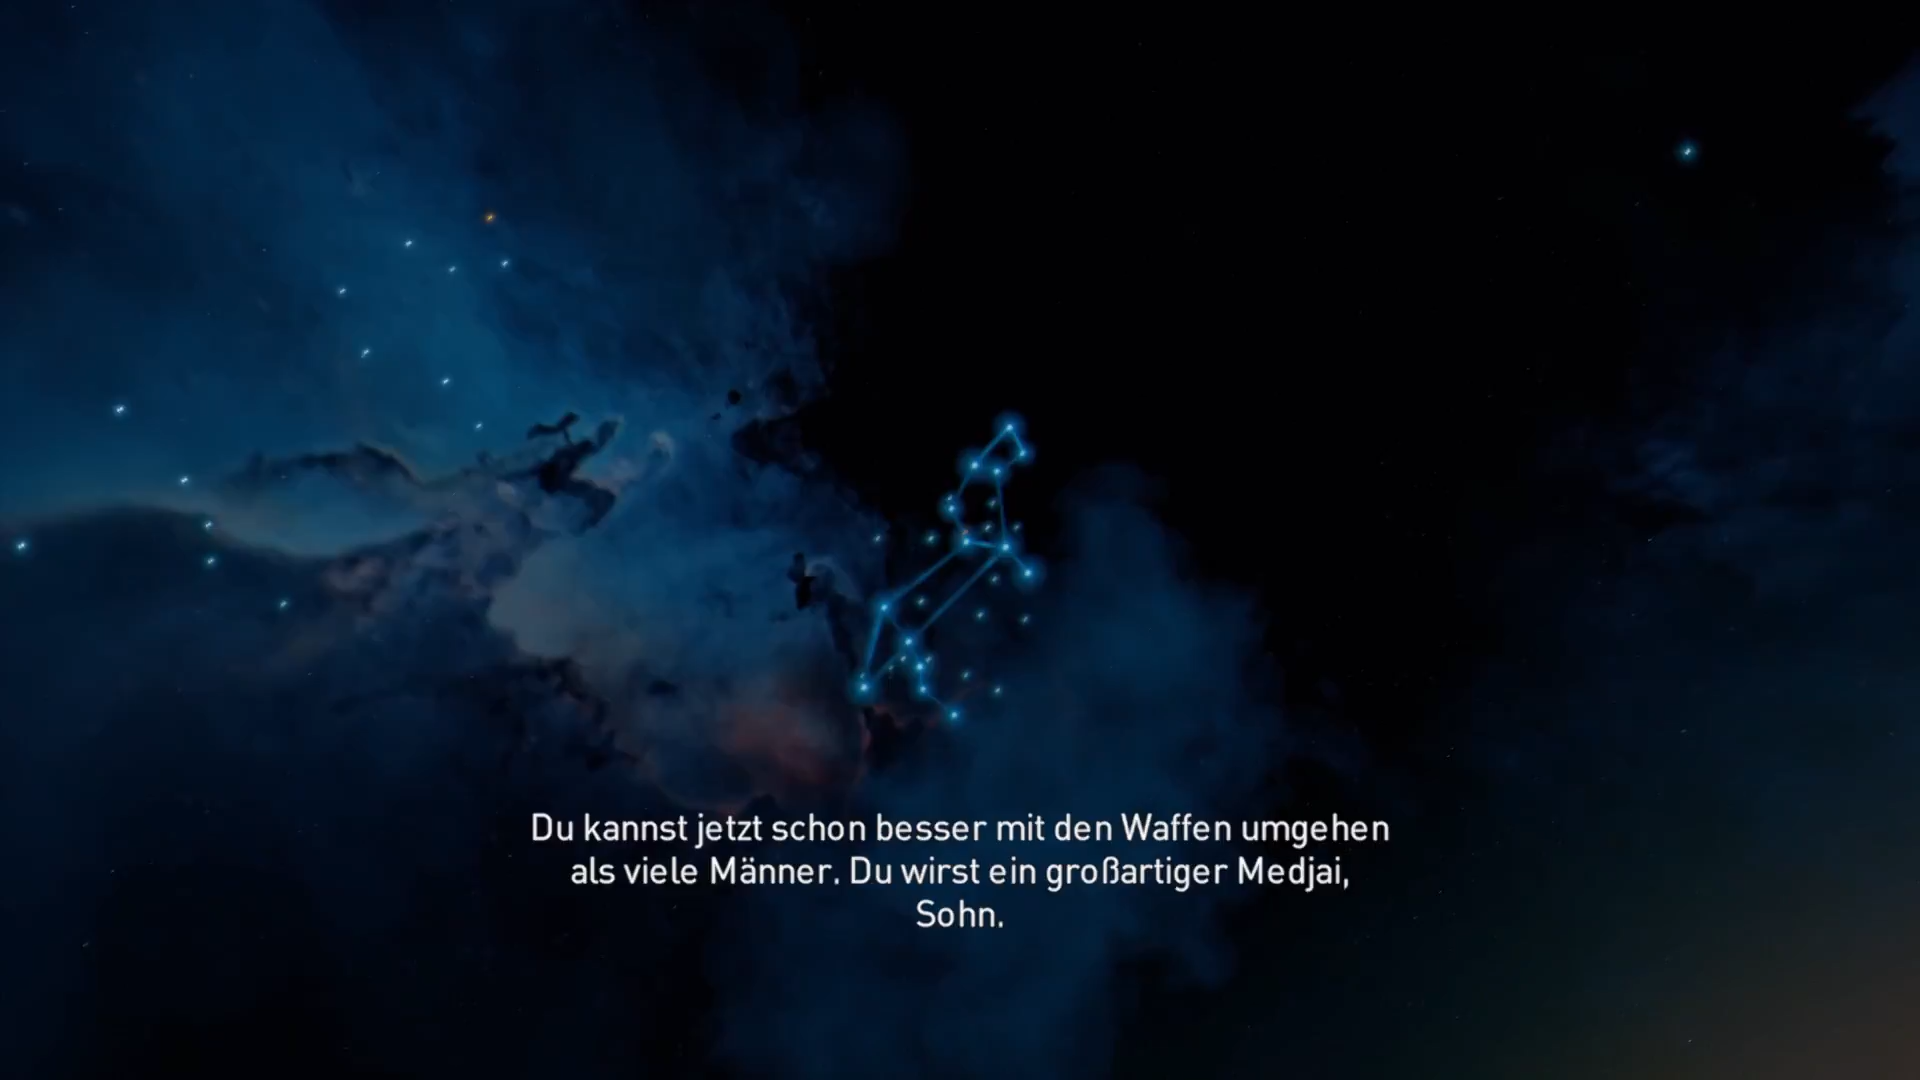 Du kannst jetzt schon besser mit den Waffen umgehen
als viele Männer. Du wirst ein großartiger Medjai,
Sohn.